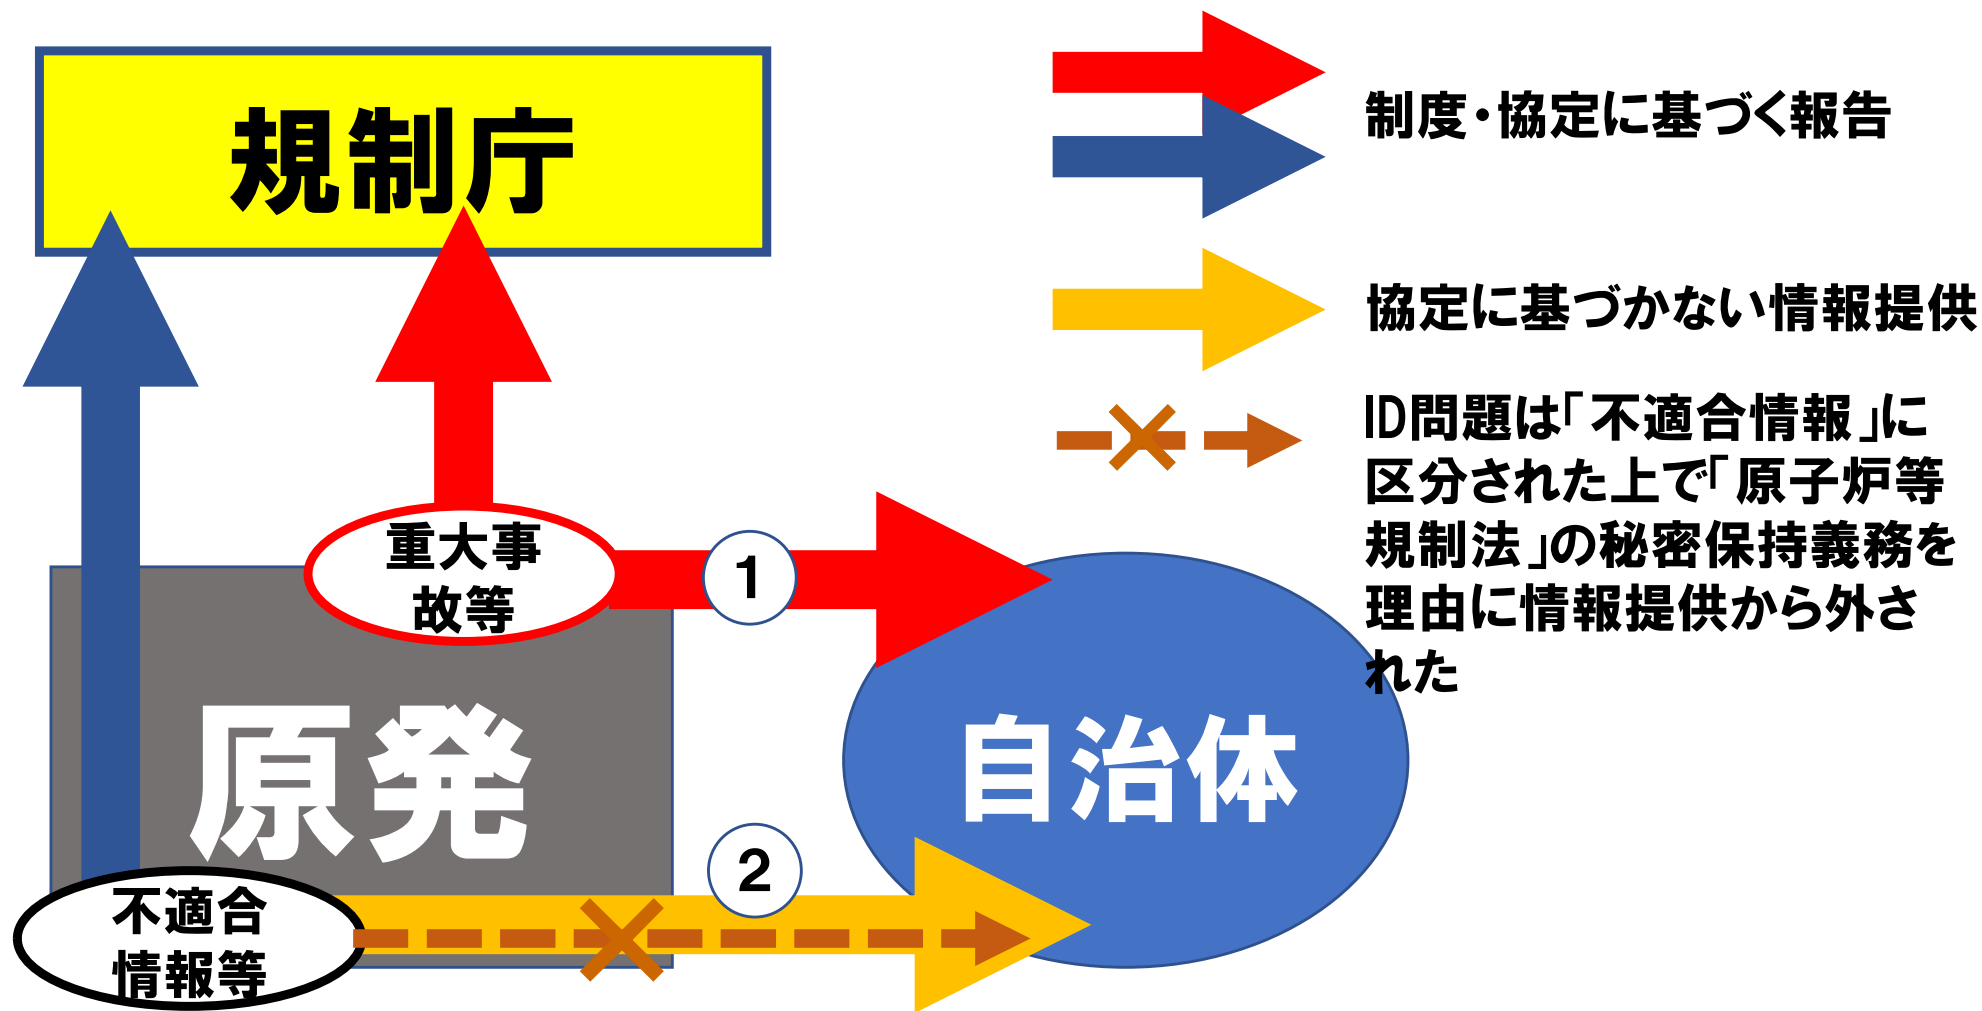 規制庁
制度・協定に基づく報告
協定に基づかない情報提供
ID問題は「不適合情報」に
区分された上で「原子炉等
規制法」の秘密保持義務を
理由に情報提供から外さ
れた
重大事
故等
1
原発
自治体
2
不適合
情報等